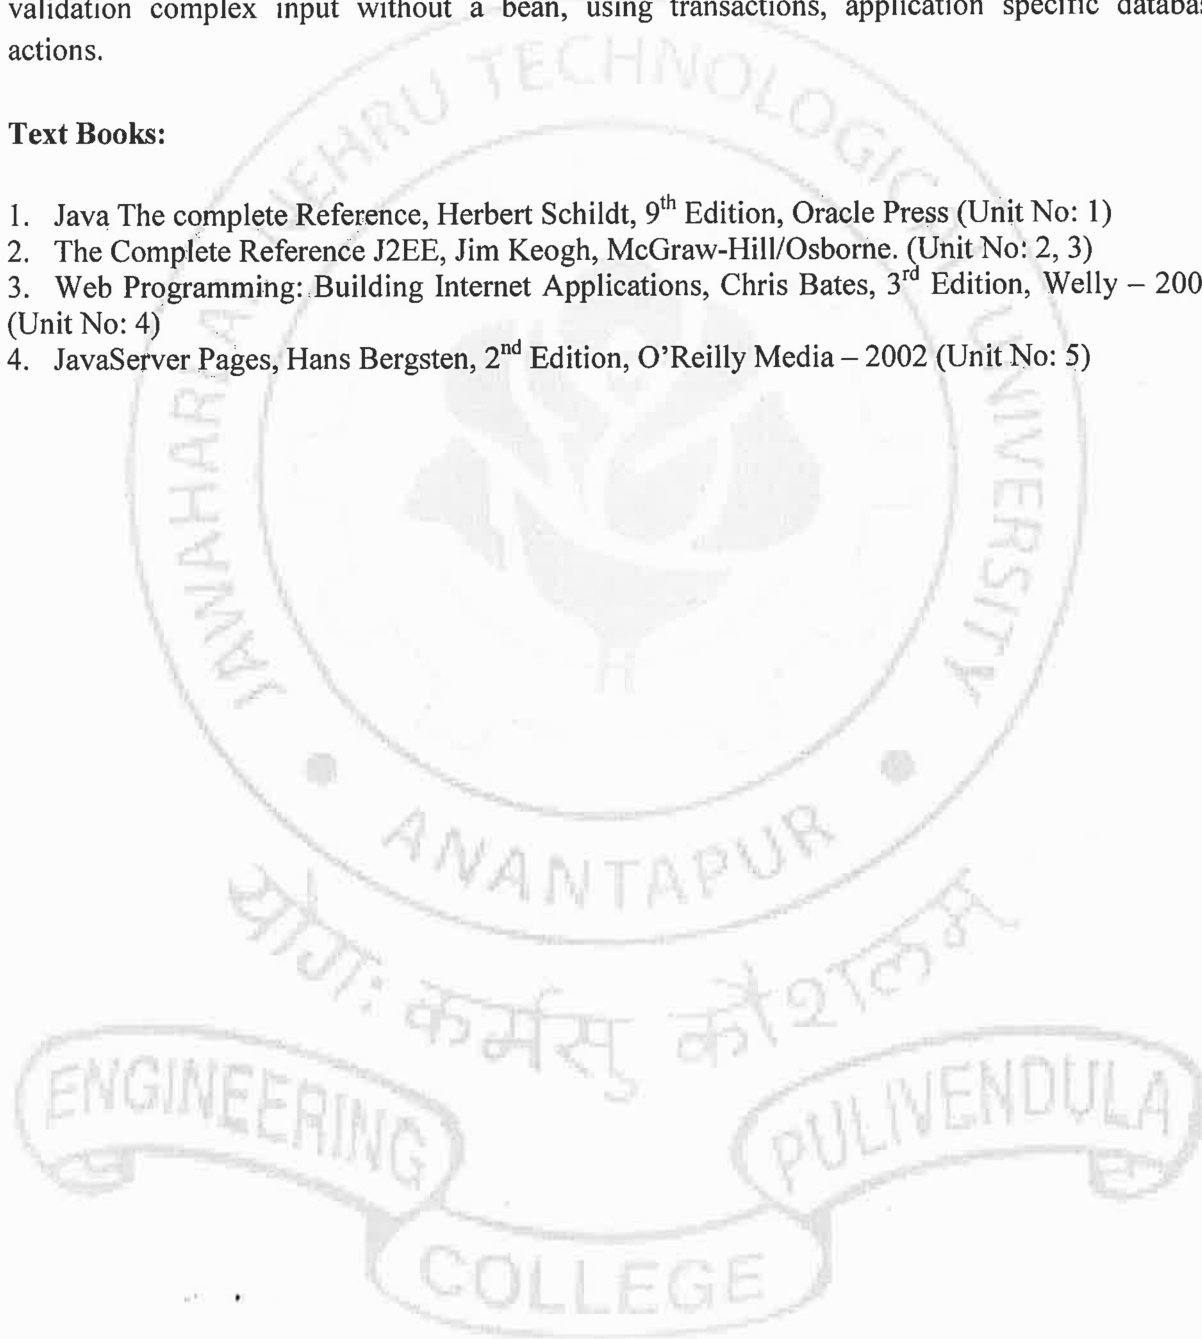 validation complex input without a bean, using transactions, application specific
actions.
Text Books:
1. Java The complete Reference, Herbert Schildt, 9th Edition, Oracle Press (Unit No: 1)
2. The Complete Reference J2EE, Jim Keogh, McGraw-Hill/Osborne. (Unit No: 2, 3)
3. Web Programming: Building Internet Applications, Chris Bates, 3rd Edition, Welly – 200
(Unit No: 4)
4. JavaServer Pages, Hans Bergsten, 2nd Edition, O'Reilly Media – 2002 (Unit No: 5)
JAWAHARLAL NEHRU TECHNOLOGICAL UNIVERSITY
ANANTAPUR
योगः कर्मसु कौशलम
ENGINEERING
PULIVENDULA
COLLEGE